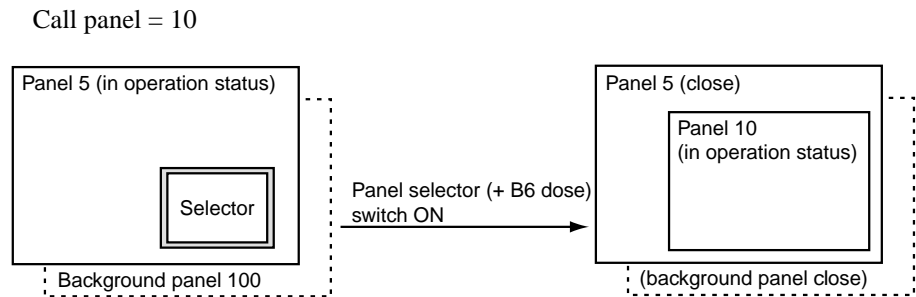 Call panel = 10
Panel 5 (in operation status)
Selector
Background panel 100
Panel selector (+ B6 dose)
switch ON
Panel 5 (close)
Panel 10
(in operation status)
(background panel close)